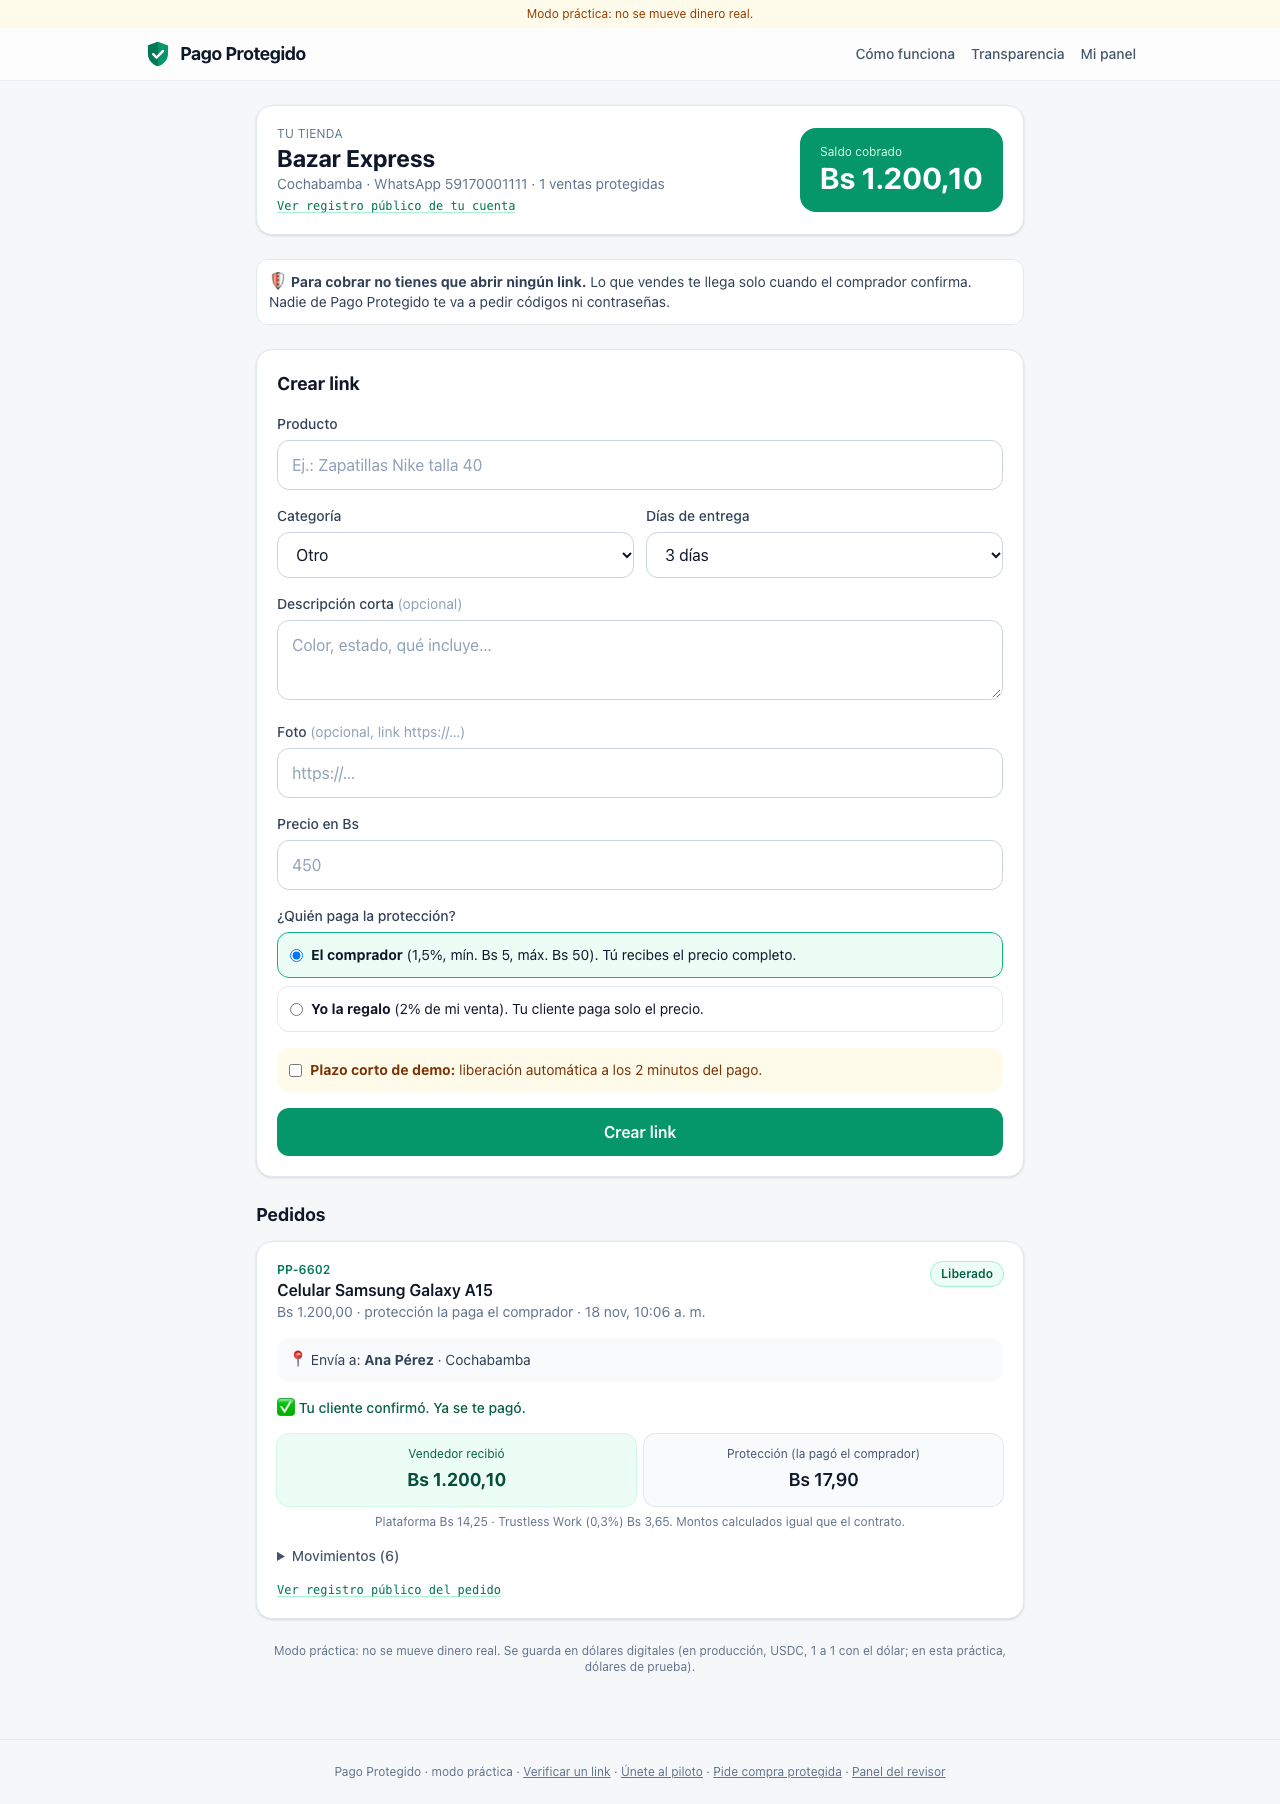 Modo práctica: no se mueve dinero real.
Pago Protegido
Cómo funciona
Transparencia
Mi panel
TU TIENDA
Bazar Express
Cochabamba · WhatsApp 59170001111 · 1 ventas protegidas
Ver registro público de tu cuenta
Saldo cobrado
Bs 1.200,10
Para cobrar no tienes que abrir ningún link. Lo que vendes te llega solo cuando el comprador confirma.
Nadie de Pago Protegido te va a pedir códigos ni contraseñas.
Crear link
Producto
Ej.: Zapatillas Nike talla 40
Categoría
Días de entrega
Otro
3 días
Descripción corta (opcional)
Color, estado, qué incluye...
Foto (opcional, link https://...)
https://...
Precio en Bs
450
¿Quién paga la protección?
El comprador (1,5%, mín. Bs 5, máx. Bs 50). Tú recibes el precio completo.
Yo la regalo (2% de mi venta). Tu cliente paga solo el precio.
Plazo corto de demo: liberación automática a los 2 minutos del pago.
Crear link
Pedidos
PP-6602
Celular Samsung Galaxy A15
Bs 1.200,00 · protección la paga el comprador · 18 nov, 10:06 a. m.
Liberado
Envía a: Ana Pérez · Cochabamba
Tu cliente confirmó. Ya se te pagó.
Vendedor recibió
Bs 1.200,10
Protección (la pagó el comprador)
Bs 17,90
Plataforma Bs 14,25 · Trustless Work (0,3%) Bs 3,65. Montos calculados igual que el contrato.
Movimientos (6)
Ver registro público del pedido
Modo práctica: no se mueve dinero real. Se guarda en dólares digitales (en producción, USDC, 1 a 1 con el dólar; en esta práctica,
dólares de prueba).
Pago Protegido · modo práctica · Verificar un link · Únete al piloto · Pide compra protegida · Panel del revisor